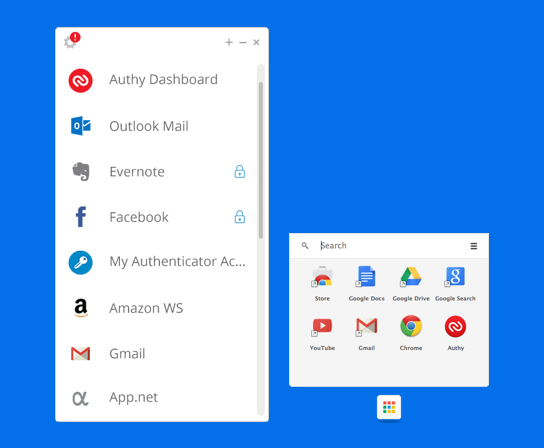 Authy Dashboard
Outlook Mail
Evernote
Facebook
My Authenticator Ac...
Amazon WS
Gmail
App.net
Search
Store Google Docs Google Drive Google Search
YouTube Gmail Chrome Authy